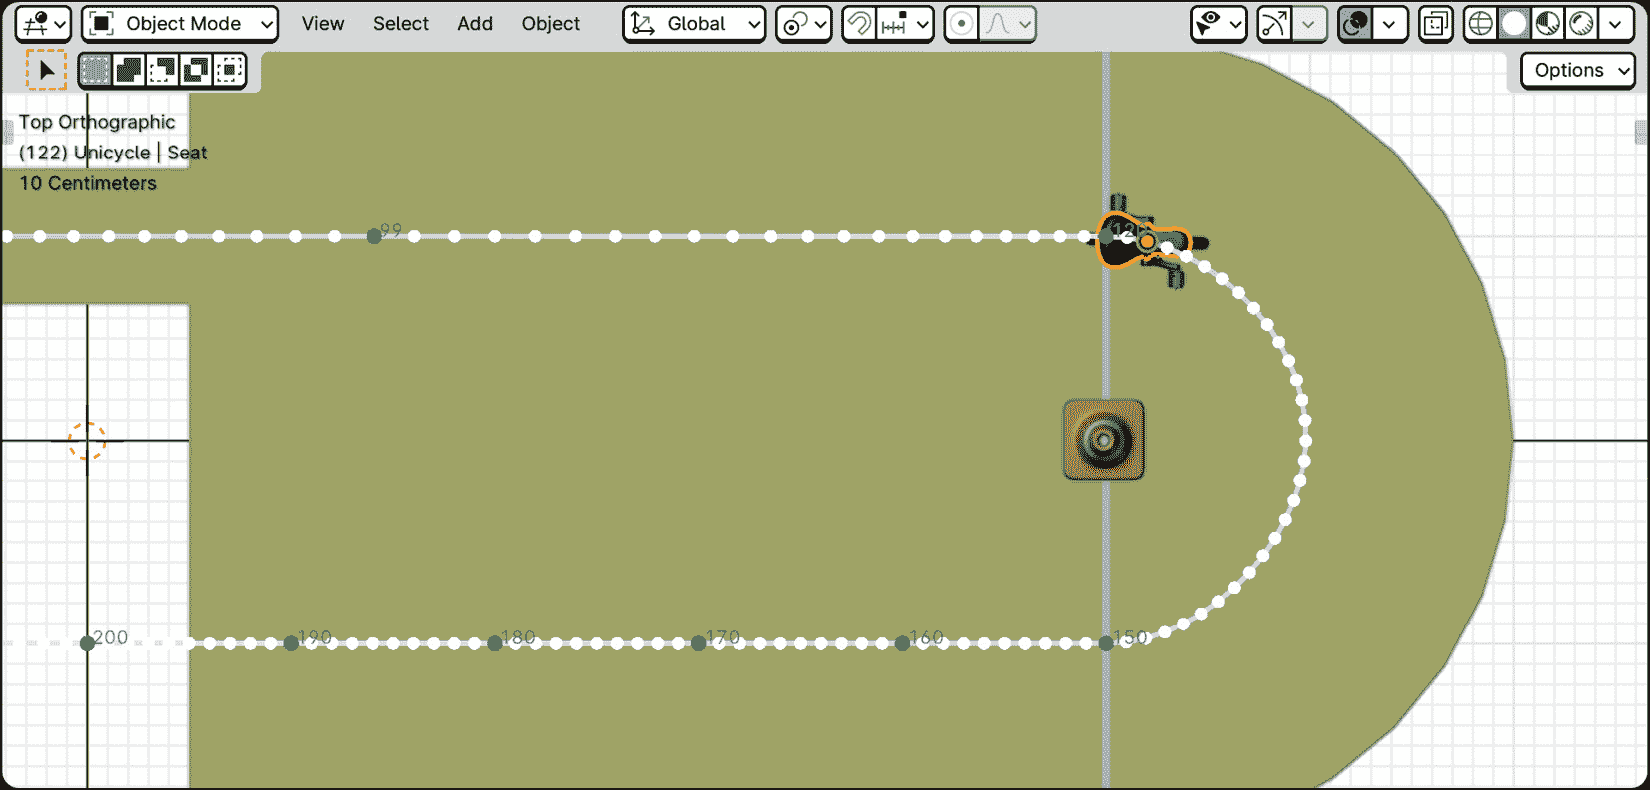 Object Mode View Select Add Object Global
Options
Top Orthographic
(122) Unicycle | Seat
10 Centimeters
99
200 190 180 170 160 150